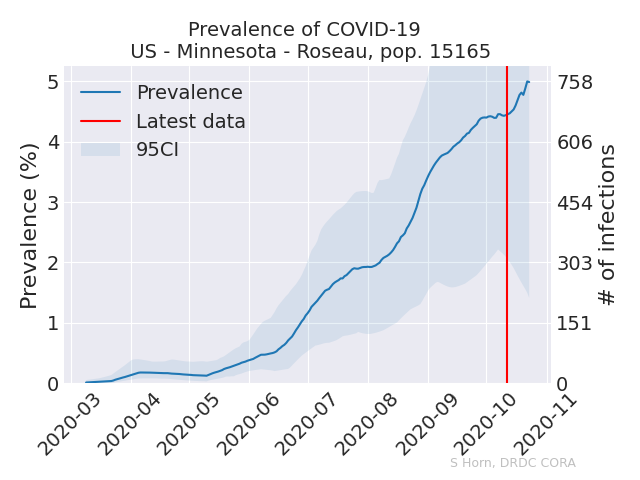 Prevalence of COVID-19
US - Minnesota - Roseau, pop. 15165
Prevalence
Latest data
95CI
Prevalence (%)
5
4
3
2
1
0
758
606
454
303
151
0
# of infections
2020-03
2020-04
2020-05
2020-06
2020-07
2020-08
2020-09
2020-10
2020-11
S Horn, DRDC CORA